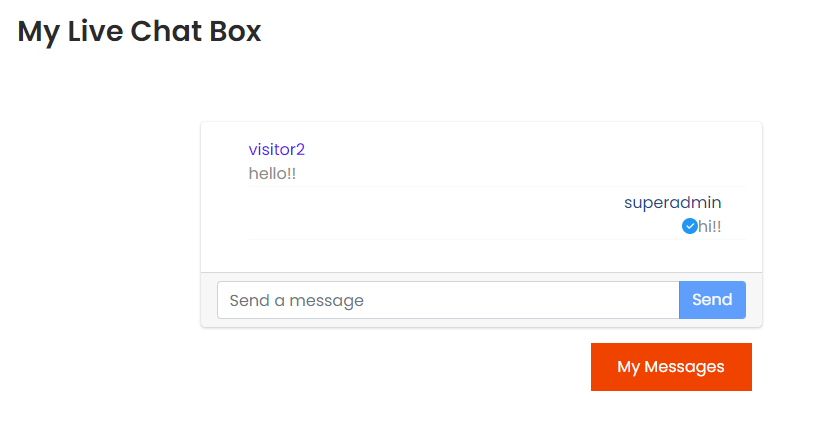 My Live Chat Box
visitor2
hello!!
superadmin
hi!!
Send a message
Send
My Messages